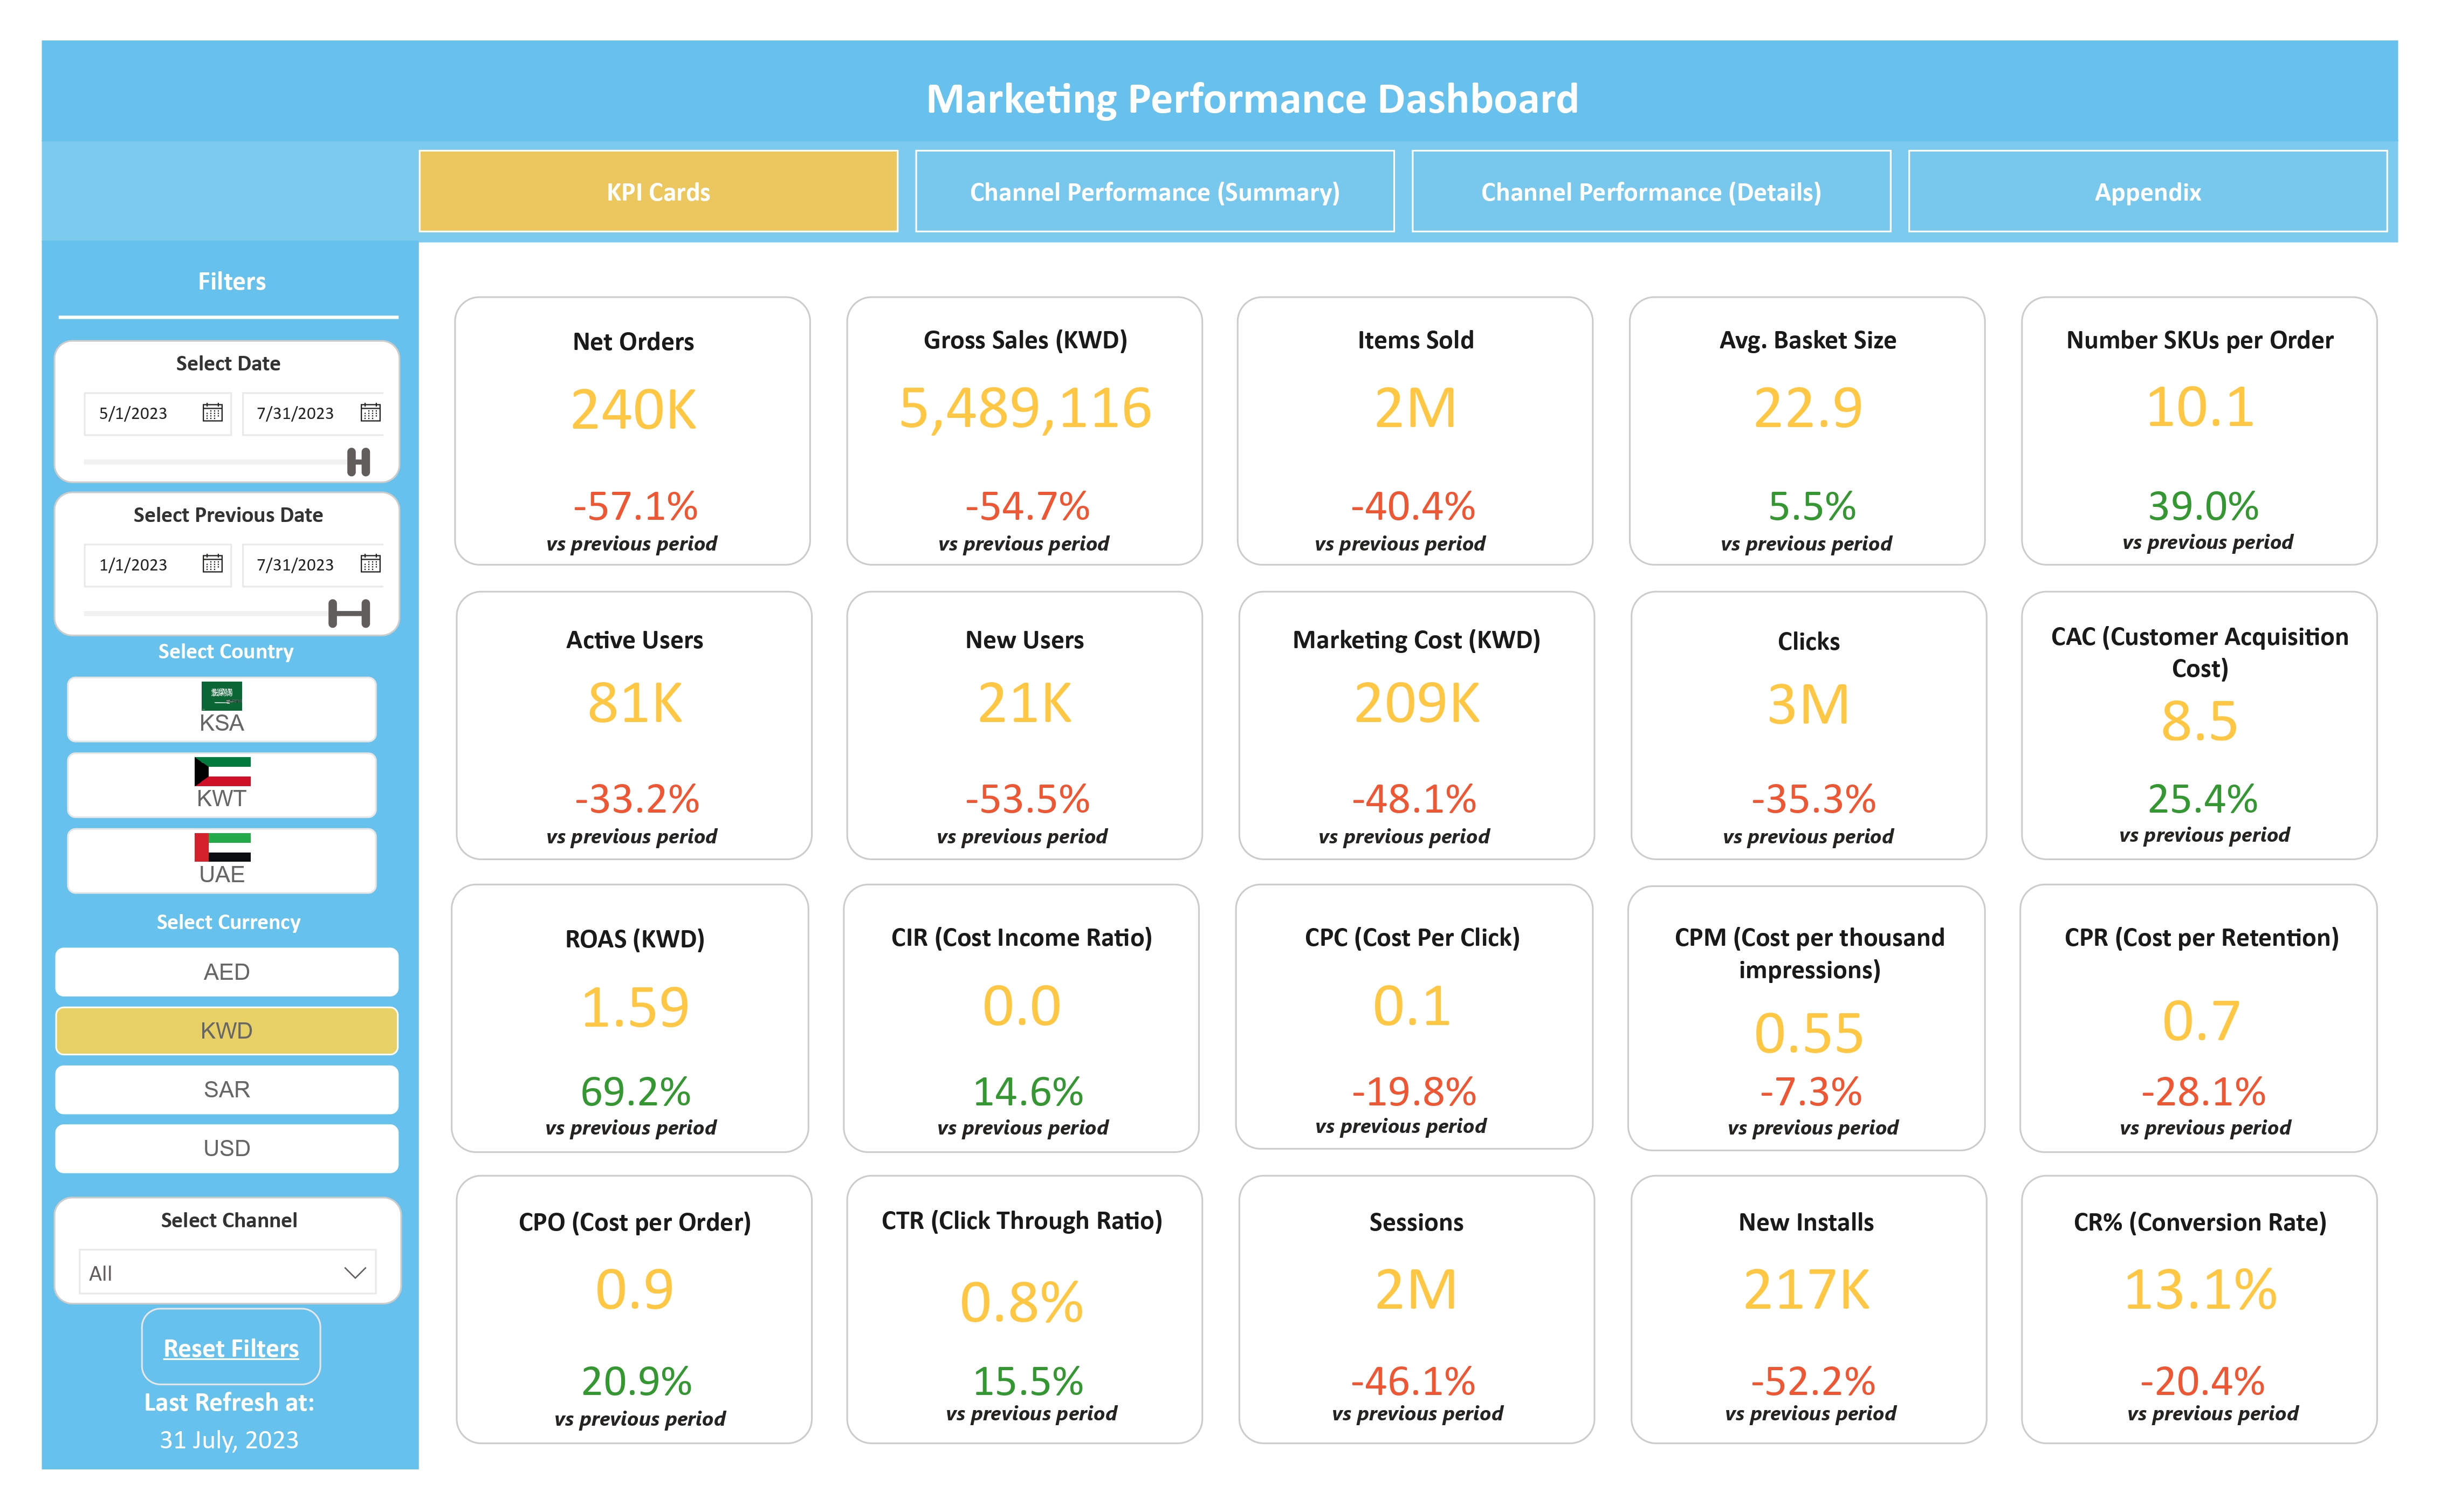 Marketing Performance Dashboard
KPI Cards
Channel Performance (Summary)
Channel Performance (Details)
Appendix
Filters
Select Date
5/1/2023
7/31/2023
Select Previous Date
1/1/2023
7/31/2023
Select Country
KSA
KWT
UAE
Select Currency
AED
KWD
SAR
USD
Select Channel
All
Reset Filters
Last Refresh at:
31 July, 2023
Net Orders
240K
-57.1%
vs previous period
Gross Sales (KWD)
5,489,116
-54.7%
vs previous period
Items Sold
2M
-40.4%
vs previous period
Avg. Basket Size
22.9
5.5%
vs previous period
Number SKUs per Order
10.1
39.0%
vs previous period
Active Users
81K
-33.2%
vs previous period
New Users
21K
-53.5%
vs previous period
Marketing Cost (KWD)
209K
-48.1%
vs previous period
Clicks
3M
-35.3%
vs previous period
CAC (Customer Acquisition
Cost)
8.5
25.4%
vs previous period
ROAS (KWD)
1.59
69.2%
vs previous period
CIR (Cost Income Ratio)
0.0
14.6%
vs previous period
CPC (Cost Per Click)
0.1
-19.8%
vs previous period
CPM (Cost per thousand
impressions)
0.55
-7.3%
vs previous period
CPR (Cost per Retention)
0.7
-28.1%
vs previous period
CPO (Cost per Order)
0.9
20.9%
vs previous period
CTR (Click Through Ratio)
0.8%
15.5%
vs previous period
Sessions
2M
-46.1%
vs previous period
New Installs
217K
-52.2%
vs previous period
CR% (Conversion Rate)
13.1%
-20.4%
vs previous period